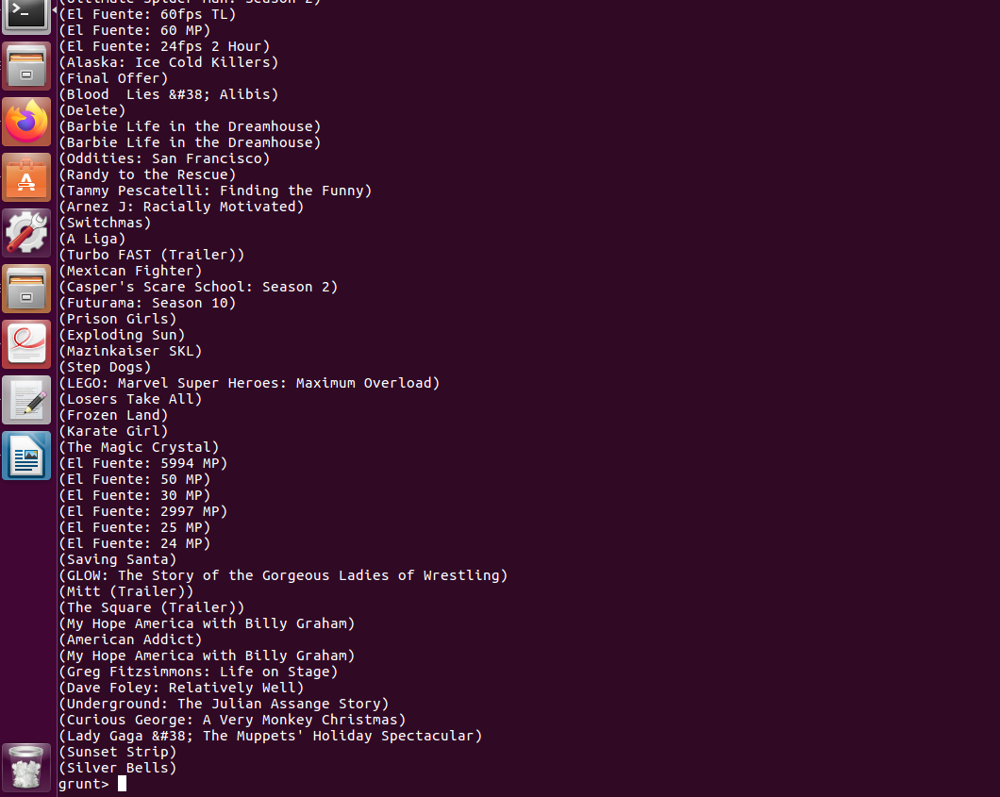 (Ultimate Spider-Man: Season 2)
(El Fuente: 60fps TL)
(El Fuente: 60 MP)
(El Fuente: 24fps 2 Hour)
(Alaska: Ice Cold Killers)
(Final Offer)
(Blood  Lies &#38; Alibis)
(Delete)
(Barbie Life in the Dreamhouse)
(Barbie Life in the Dreamhouse)
(Oddities: San Francisco)
(Randy to the Rescue)
(Tammy Pescatelli: Finding the Funny)
(Arnez J: Racially Motivated)
(Switchmas)
(A Liga)
(Turbo FAST (Trailer))
(Mexican Fighter)
(Casper's Scare School: Season 2)
(Futurama: Season 10)
(Prison Girls)
(Exploding Sun)
(Mazinkaiser SKL)
(Step Dogs)
(LEGO: Marvel Super Heroes: Maximum Overload)
(Losers Take All)
(Frozen Land)
(Karate Girl)
(The Magic Crystal)
(El Fuente: 5994 MP)
(El Fuente: 50 MP)
(El Fuente: 30 MP)
(El Fuente: 2997 MP)
(El Fuente: 25 MP)
(El Fuente: 24 MP)
(Saving Santa)
(GLOW: The Story of the Gorgeous Ladies of Wrestling)
(Mitt (Trailer))
(The Square (Trailer))
(My Hope America with Billy Graham)
(American Addict)
(My Hope America with Billy Graham)
(Greg Fitzsimmons: Life on Stage)
(Dave Foley: Relatively Well)
(Underground: The Julian Assange Story)
(Curious George: A Very Monkey Christmas)
(Lady Gaga &#38; The Muppets' Holiday Spectacular)
(Sunset Strip)
(Silver Bells)
grunt>